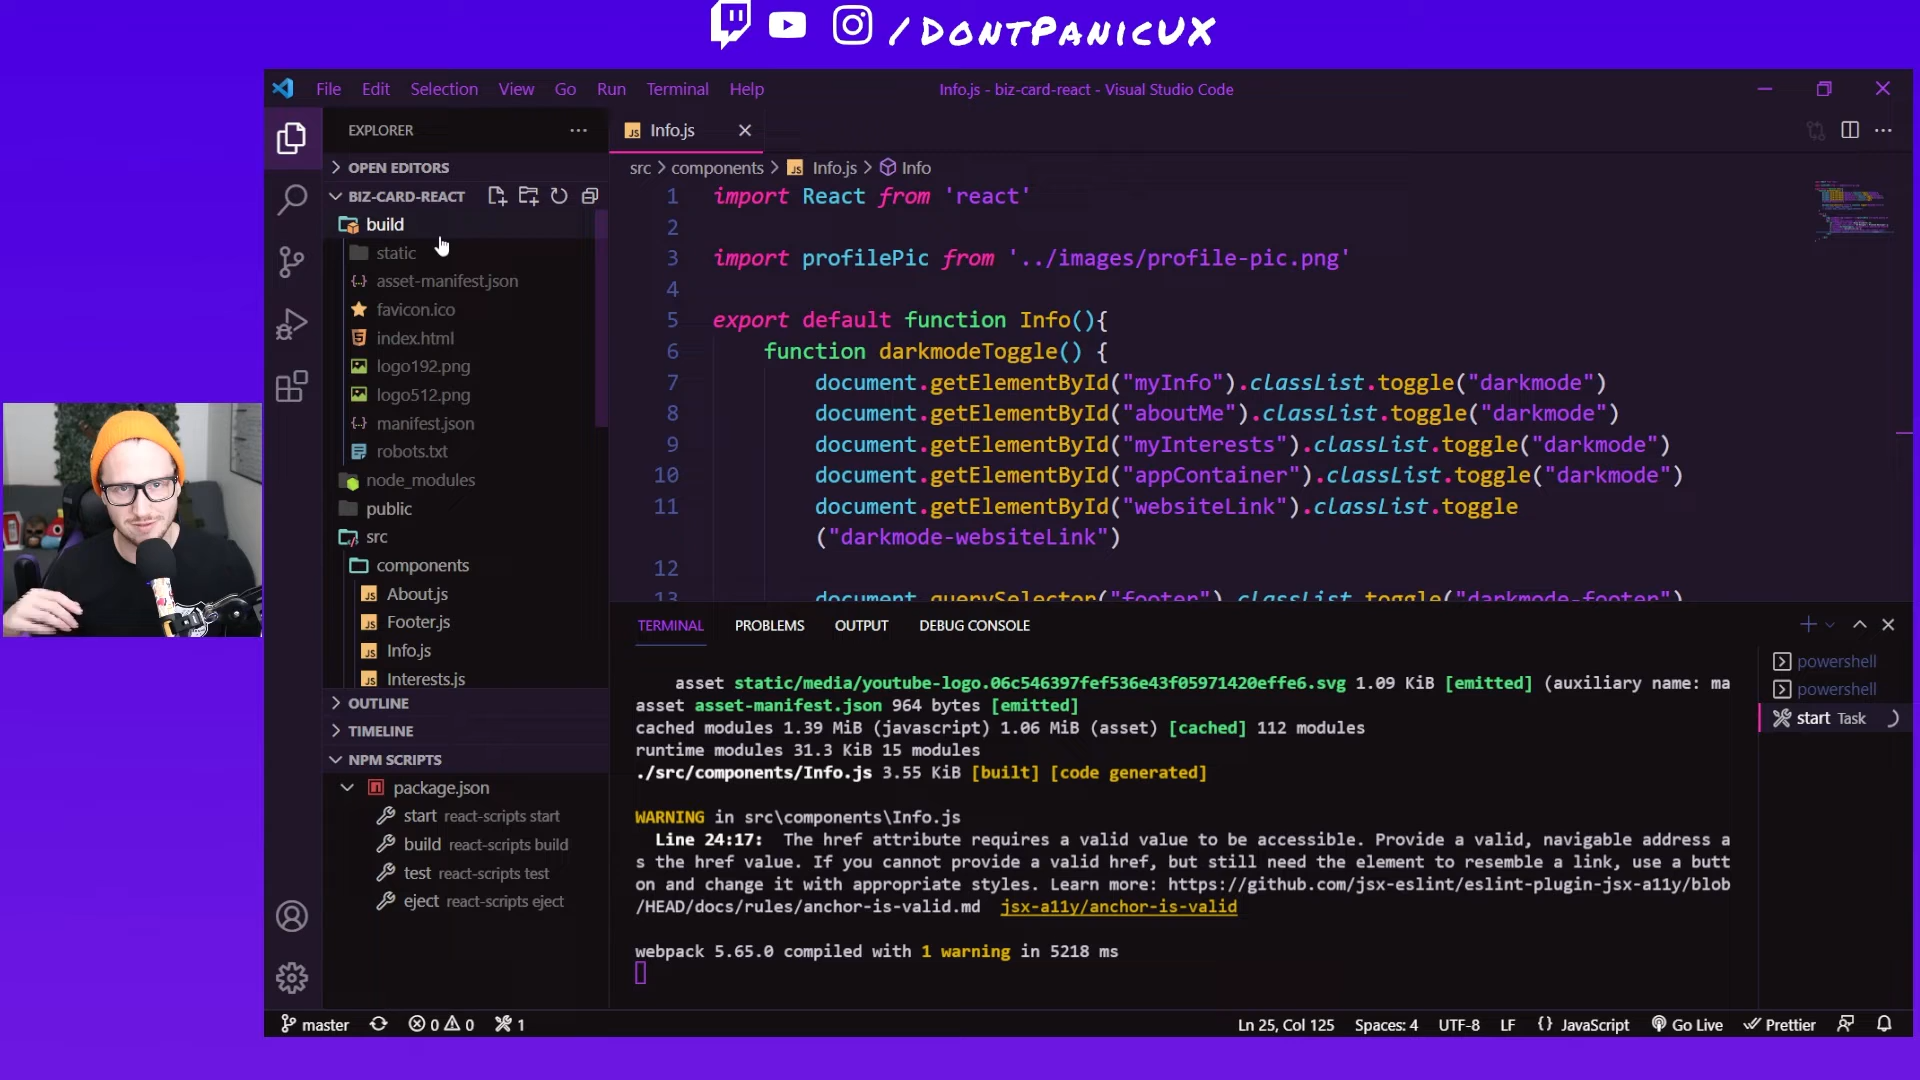 /DONTPANICUX
File Edit Selection View Go Run Terminal Help
Info.js - biz-card-react - Visual Studio Code
EXPLORER
OPEN EDITORS
BIZ-CARD-REACT
build
static
asset-manifest.json
favicon.ico
index.html
logo192.png
logo512.png
manifest.json
robots.txt
node_modules
public
src
components
About.js
Footer.js
Info.js
Interests.js
OUTLINE
TIMELINE
NPM SCRIPTS
package.json
start react-scripts start
build react-scripts build
test react-scripts test
eject react-scripts eject
Info.js
src > components > Info.js > Info
1 import React from 'react'
2
3 import profilePic from '../images/profile-pic.png'
4
5 export default function Info(){
6 function darkmodeToggle() {
7 document.getElementById("myInfo").classList.toggle("darkmode")
8 document.getElementById("aboutMe").classList.toggle("darkmode")
9 document.getElementById("myInterests").classList.toggle("darkmode")
10 document.getElementById("appContainer").classList.toggle("darkmode")
11 document.getElementById("websiteLink").classList.toggle
("darkmode-websiteLink")
12
13 document.querySelector("footer").classList.toggle("darkmode-footer")
TERMINAL PROBLEMS OUTPUT DEBUG CONSOLE
asset static/media/youtube-logo.06c546397fef536e43f05971420effe6.svg 1.09 KiB [emitted] (auxiliary name: ma
asset asset-manifest.json 964 bytes [emitted]
cached modules 1.39 MiB (javascript) 1.06 MiB (asset) [cached] 112 modules
runtime modules 31.3 KiB 15 modules
./src/components/Info.js 3.55 KiB [built] [code generated]
WARNING in src\components\Info.js
Line 24:17: The href attribute requires a valid value to be accessible. Provide a valid, navigable address a
s the href value. If you cannot provide a valid href, but still need the element to resemble a link, use a butt
on and change it with appropriate styles. Learn more: https://github.com/jsx-eslint/eslint-plugin-jsx-a11y/blob
/HEAD/docs/rules/anchor-is-valid.md jsx-a11y/anchor-is-valid
webpack 5.65.0 compiled with 1 warning in 5218 ms
powershell
powershell
start Task
master 0 0 1
Ln 25, Col 125 Spaces: 4 UTF-8 LF {} JavaScript Go Live Prettier